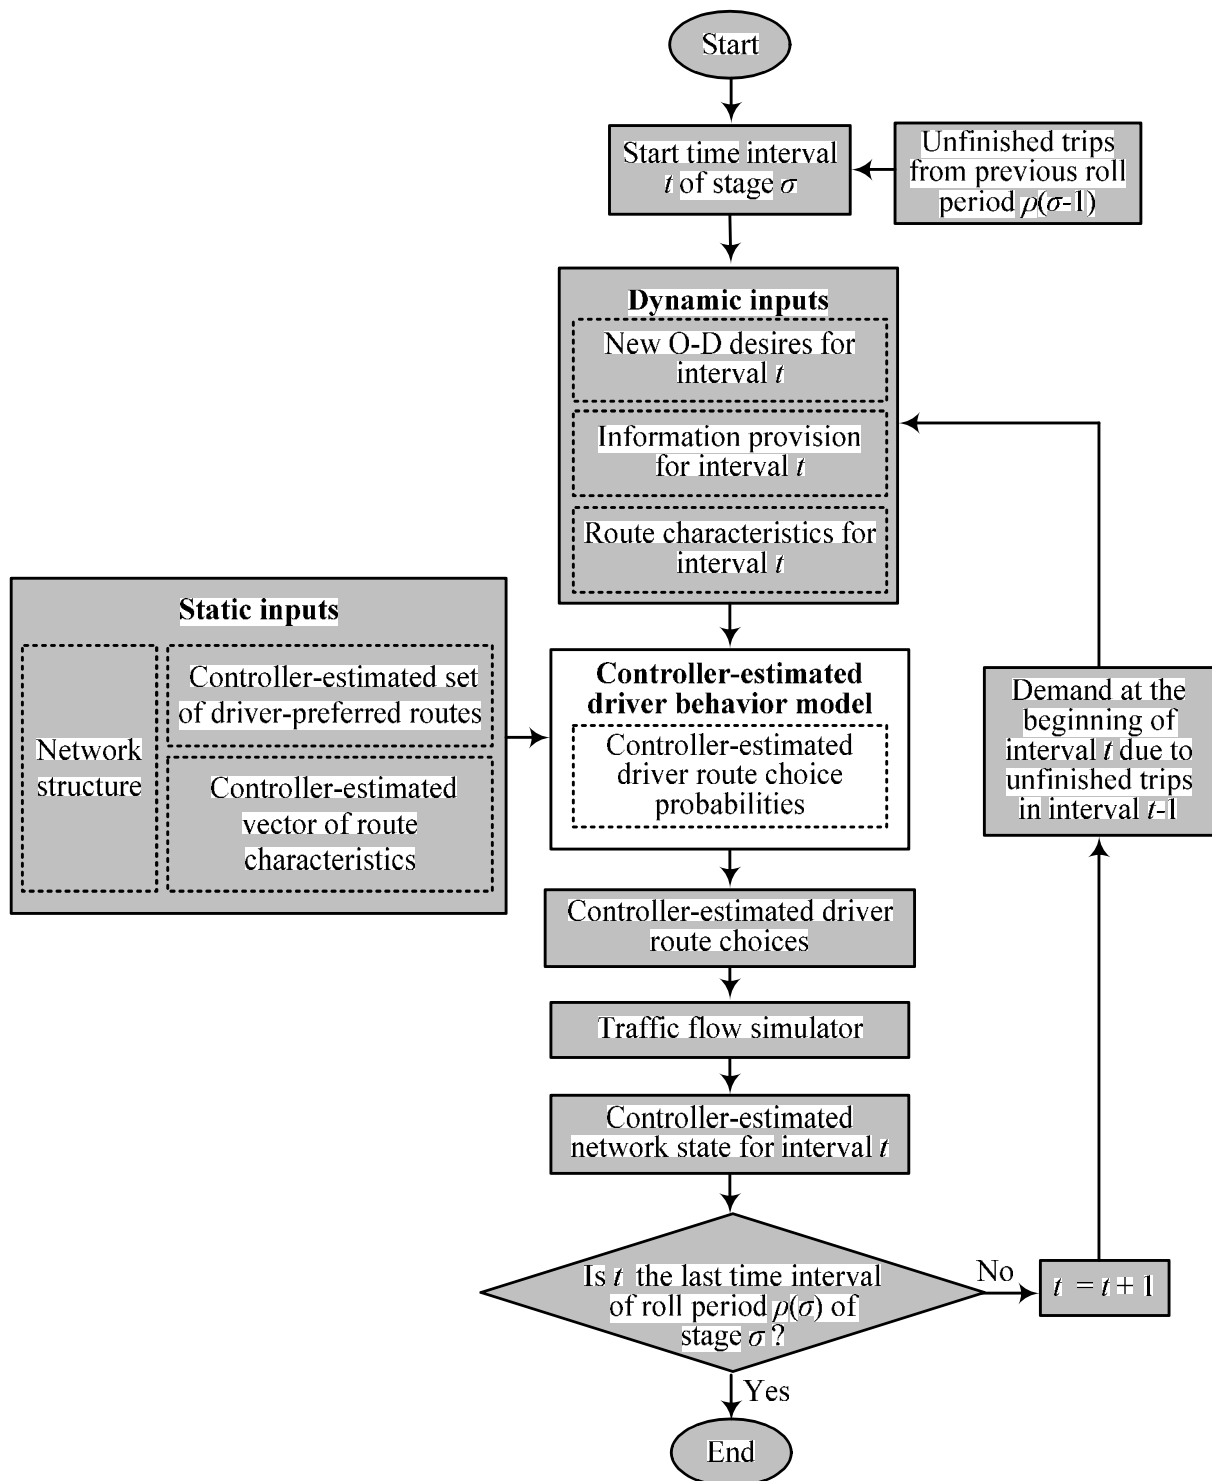 Start
Start time interval
t of stage σ
Unfinished trips
from previous roll
period ρ(σ-1)
Dynamic inputs
New O-D desires for
interval t
Information provision
for interval t
Route characteristics for
interval t
Static inputs
Network
structure
Controller-estimated set
of driver-preferred routes
Controller-estimated
vector of route
characteristics
Controller-estimated
driver behavior model
Controller-estimated
driver route choice
probabilities
Demand at the
beginning of
interval t due to
unfinished trips
in interval t-1
Controller-estimated driver
route choices
Traffic flow simulator
Controller-estimated
network state for interval t
Is t the last time interval
of roll period ρ(σ) of
stage σ ?
No
t = t + 1
Yes
End